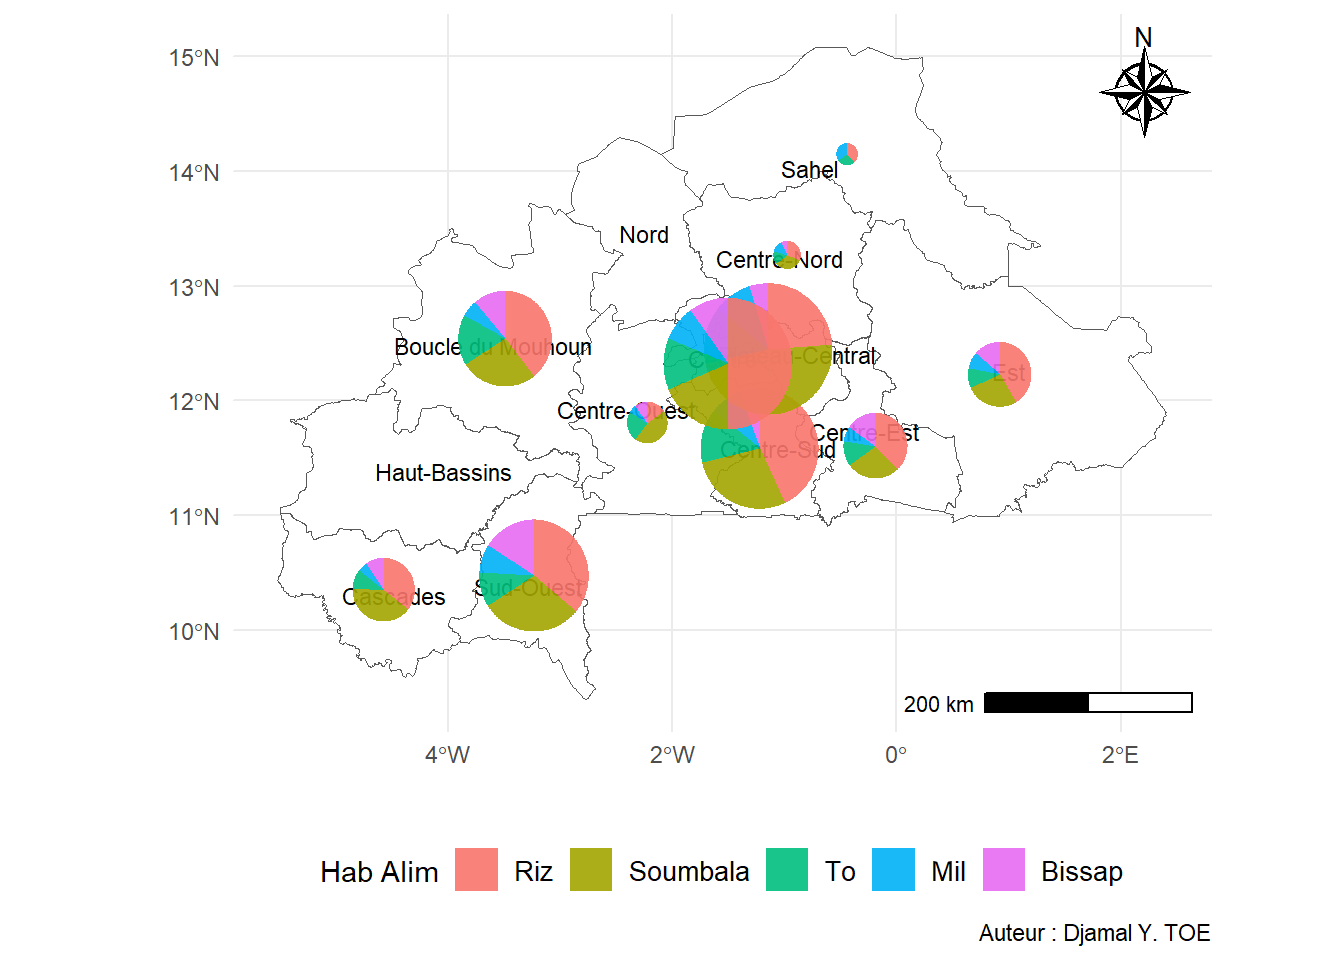 N
15°N
14°N
13°N
12°N
11°N
10°N
Sahel
Nord
Centre-Nord
Boucle du Mouhoun
-Central
Est
Centre-Ouest
Centre-Est
Centre-Sud
Haut-Bassins
Sud-Ouest
Cascades
200 km
4°W
2°W
0°
2°E
Hab Alim Riz Soumbala To Mil Bissap
Auteur : Djamal Y. TOE